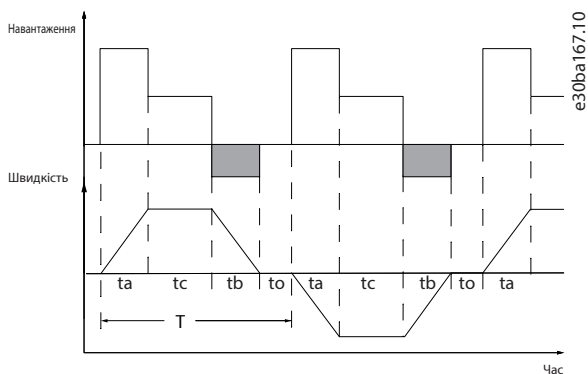 Навантаження
e30ba167.10
Швидкість
ta tc tb to ta tc tb to ta
T
Час